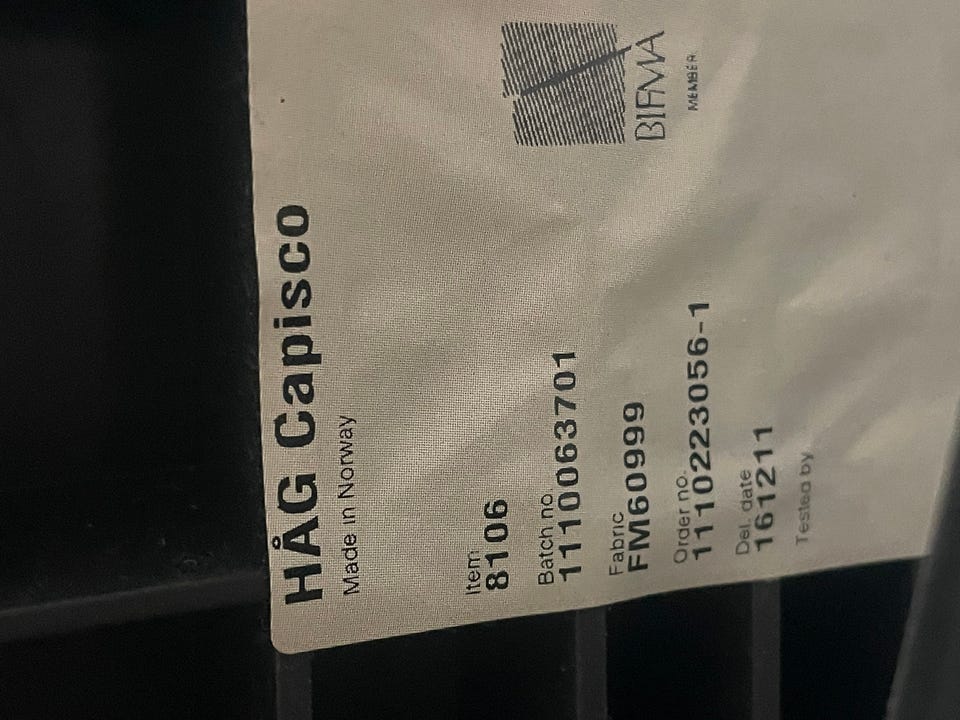 HÅG Capisco
Made in Norway
Item
8106
Batch no.
1110063701
Fabric
FM60999
Order no.
1110223056-1
Del. date
161211
Tested by
BIFMA
MEMBER